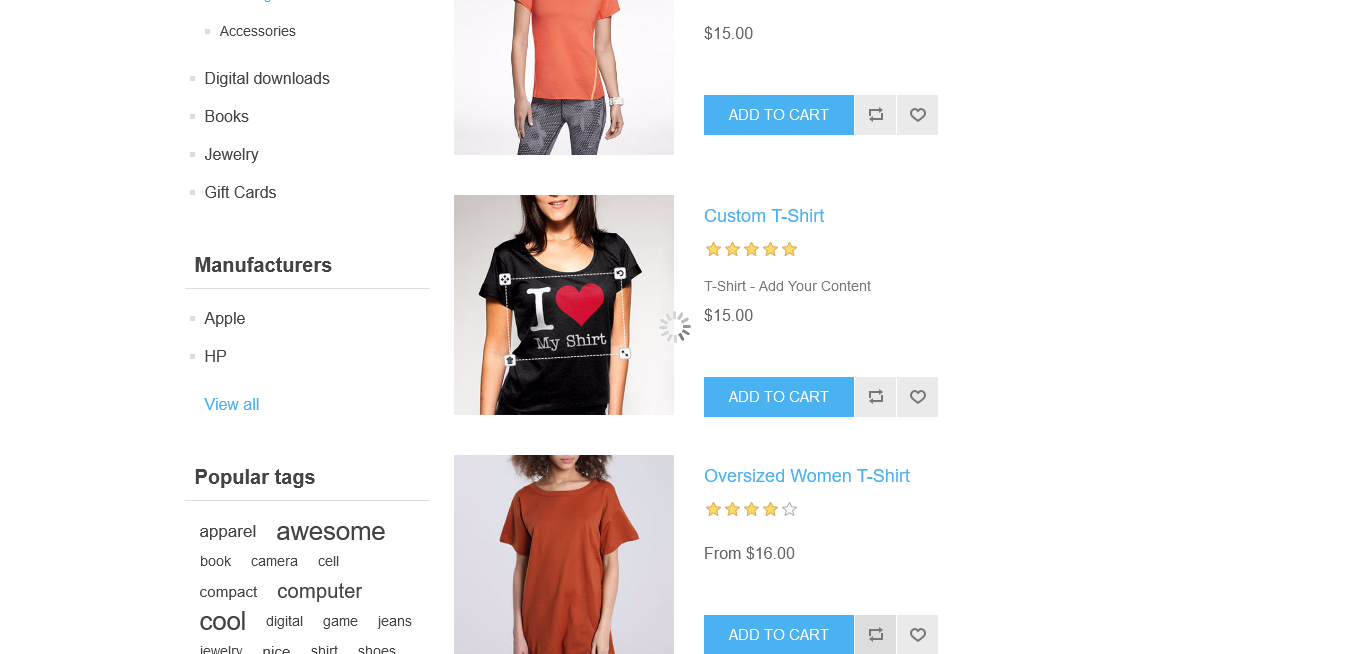 Accessories
Digital downloads
Books
Jewelry
Gift Cards
Manufacturers
Apple
HP
View all
Popular tags
apparel awesome
book camera cell
compact computer
cool digital game jeans
jewelry nice shirt shoes
$15.00
ADD TO CART
I
My Shirt
Custom T-Shirt
T-Shirt - Add Your Content
$15.00
ADD TO CART
Oversized Women T-Shirt
From $16.00
ADD TO CART